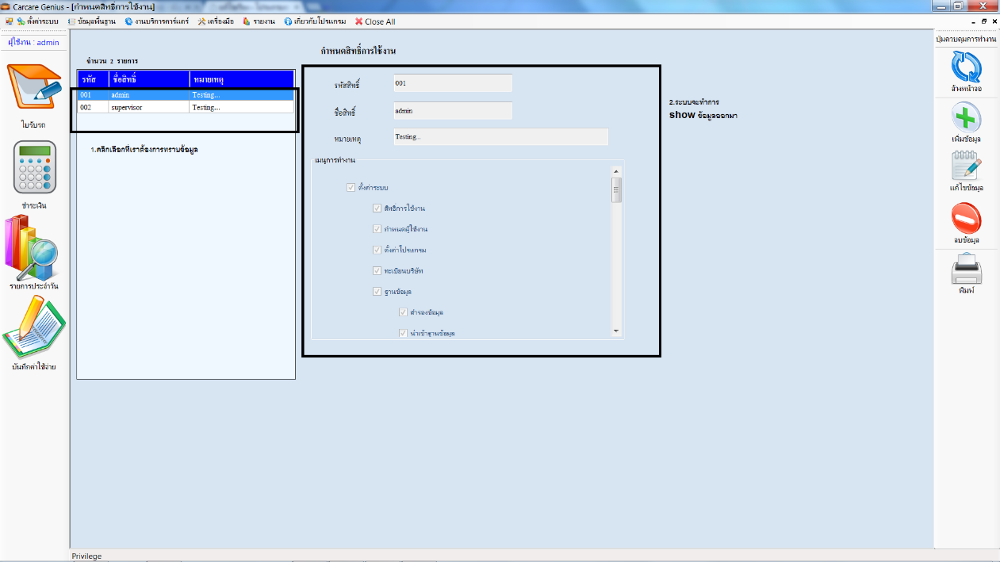 Carcare Genius - [กำหนดสิทธิ์การใช้งาน]
ตั้งค่าระบบ ข้อมูลพื้นฐาน งานบริการคาร์แคร์ เครื่องมือ รายงาน เกี่ยวกับโปรแกรม Close All
ผู้ใช้งาน : admin
ใบรับรถ
ชำระเงิน
รายการประจำวัน
บันทึกค่าใช้จ่าย
จำนวน 2 รายการ
รหัส ชื่อสิทธิ์ หมายเหตุ
001 admin Testing...
002 supervisor Testing...
1.คลิกเลือกที่เราต้องการทราบข้อมูล
กำหนดสิทธิ์การใช้งาน
รหัสสิทธิ์ 001
ชื่อสิทธิ์ admin
หมายเหตุ Testing...
เมนูการทำงาน
ตั้งค่าระบบ
สิทธิการใช้งาน
กำหนดผู้ใช้งาน
ตั้งค่าโปรแกรม
ทะเบียนบริษัท
ฐานข้อมูล
สำรองข้อมูล
นำเข้าฐานข้อมูล
2.ระบบจะทำการ
show ข้อมูลออกมา
ปุ่มควบคุมการทำงาน
ล้างหน้าจอ
เพิ่มข้อมูล
แก้ไขข้อมูล
ลบข้อมูล
พิมพ์
Privilege